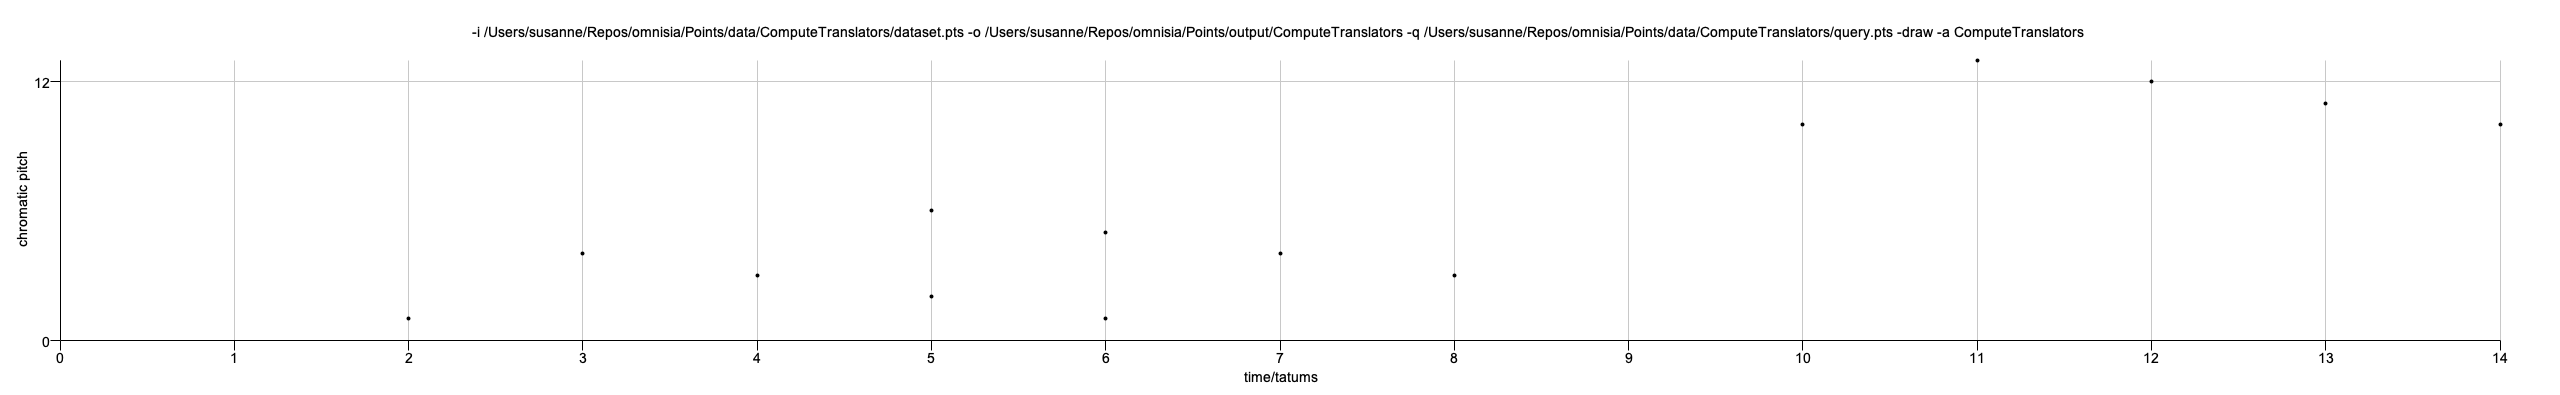 -i /Users/susanne/Repos/omnisia/Points/data/ComputeTranslators/dataset.pts -o /Users/susanne/Repos/omnisia/Points/output/ComputeTranslators -q /Users/susanne/Repos/omnisia/Points/data/ComputeTranslators/query.pts -draw -a ComputeTranslators
12
chromatic pitch
0
0 1 2 3 4 5 6 7 8 9 10 11 12 13 14
time/tatums